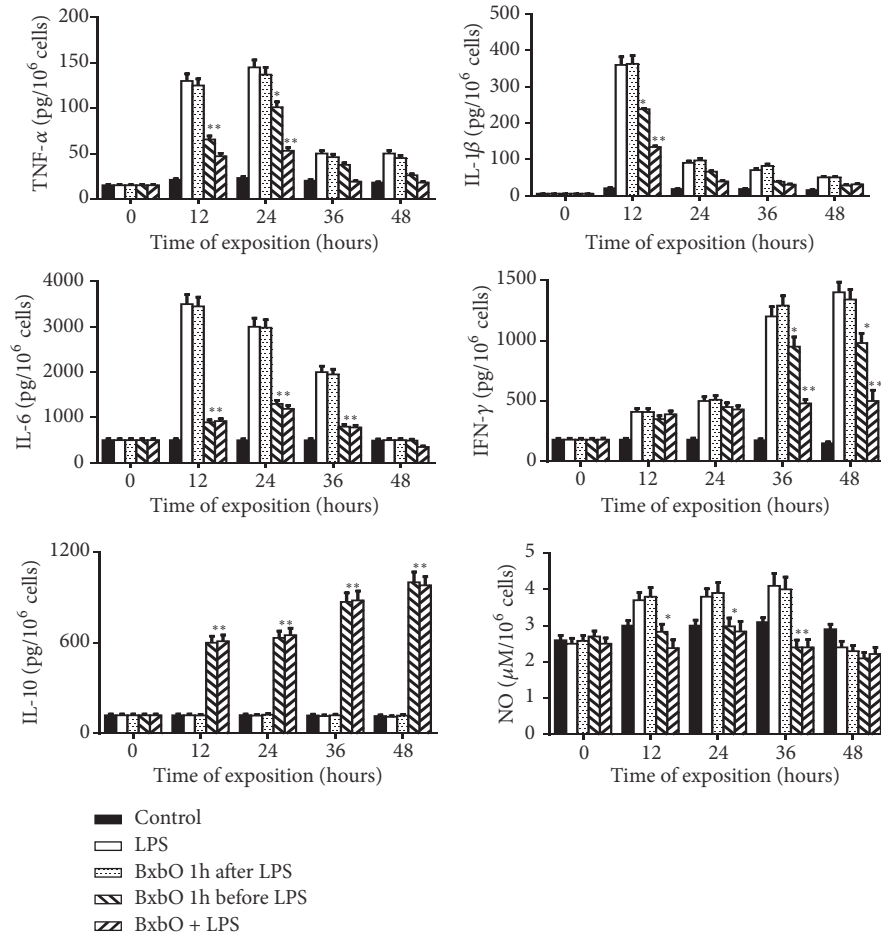 200
150
100
50
0
TNF-α (pg/10⁶ cells)
**
*
**
0 12 24 36 48
Time of exposition (hours)
500
400
300
200
100
0
IL-1β (pg/10⁶ cells)
*
**
0 12 24 36 48
Time of exposition (hours)
4000
3000
2000
1000
0
IL-6 (pg/10⁶ cells)
**
**
**
0 12 24 36 48
Time of exposition (hours)
1500
1000
500
0
IFN-γ (pg/10⁶ cells)
*
**
*
**
0 12 24 36 48
Time of exposition (hours)
1200
600
0
IL-10 (pg/10⁶ cells)
**
**
**
**
0 12 24 36 48
Time of exposition (hours)
5
4
3
2
1
0
NO (μM/10⁶ cells)
*
*
**
0 12 24 36 48
Time of exposition (hours)
Control
LPS
BxbO 1h after LPS
BxbO 1h before LPS
BxbO + LPS